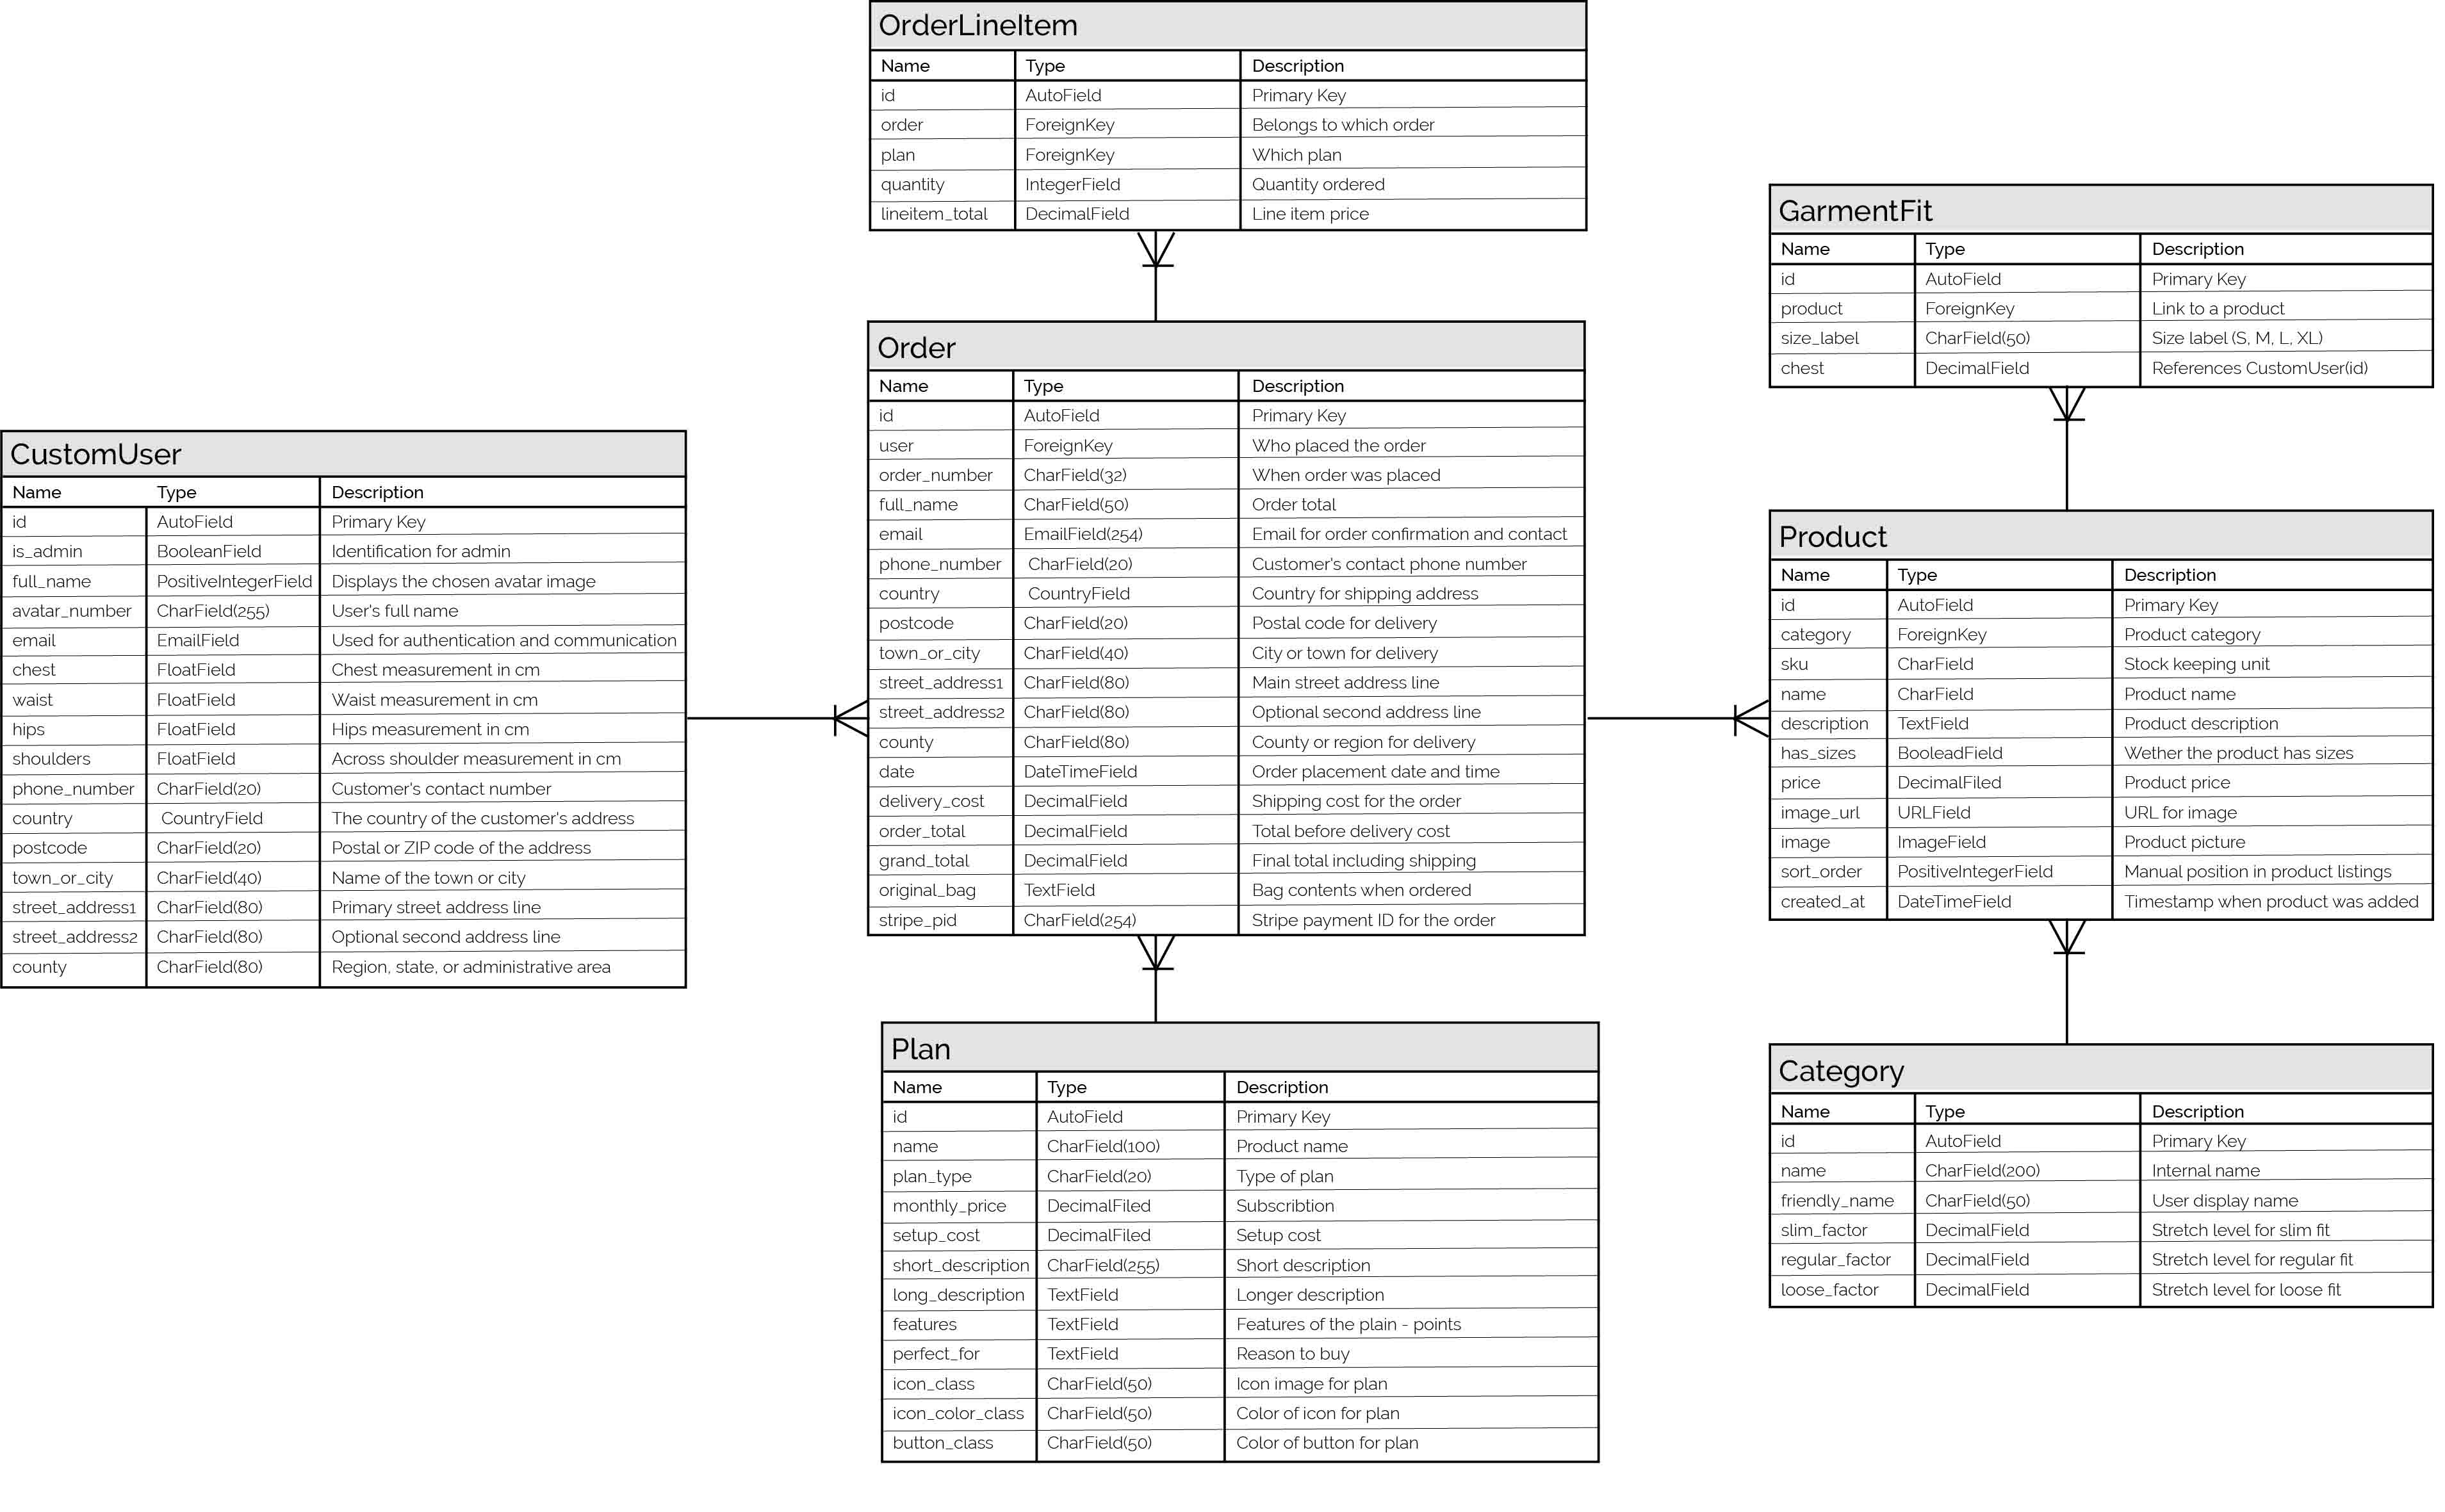 OrderLineItem
Name Type Description
id AutoField Primary Key
order ForeignKey Belongs to which order
plan ForeignKey Which plan
quantity IntegerField Quantity ordered
lineitem_total DecimalField Line item price
Order
Name Type Description
id AutoField Primary Key
user ForeignKey Who placed the order
order_number CharField(32) When order was placed
full_name CharField(50) Order total
email EmailField(254) Email for order confirmation and contact
phone_number CharField(20) Customer's contact phone number
country CountryField Country for shipping address
postcode CharField(20) Postal code for delivery
town_or_city CharField(40) City or town for delivery
street_address1 CharField(80) Main street address line
street_address2 CharField(80) Optional second address line
county CharField(80) County or region for delivery
date DateTimeField Order placement date and time
delivery_cost DecimalField Shipping cost for the order
order_total DecimalField Total before delivery cost
grand_total DecimalField Final total including shipping
original_bag TextField Bag contents when ordered
stripe_pid CharField(254) Stripe payment ID for the order
CustomUser
Name Type Description
id AutoField Primary Key
is_admin BooleanField Identification for admin
full_name PositiveIntegerField Displays the chosen avatar image
avatar_number CharField(255) User's full name
email EmailField Used for authentication and communication
chest FloatField Chest measurement in cm
waist FloatField Waist measurement in cm
hips FloatField Hips measurement in cm
shoulders FloatField Across shoulder measurement in cm
phone_number CharField(20) Customer's contact number
country CountryField The country of the customer's address
postcode CharField(20) Postal or ZIP code of the address
town_or_city CharField(40) Name of the town or city
street_address1 CharField(80) Primary street address line
street_address2 CharField(80) Optional second address line
county CharField(80) Region, state, or administrative area
Plan
Name Type Description
id AutoField Primary Key
name CharField(100) Product name
plan_type CharField(20) Type of plan
monthly_price DecimalFiled Subscribtion
setup_cost DecimalFiled Setup cost
short_description CharField(255) Short description
long_description TextField Longer description
features TextField Features of the plain - points
perfect_for TextField Reason to buy
icon_class CharField(50) Icon image for plan
icon_color_class CharField(50) Color of icon for plan
button_class CharField(50) Color of button for plan
GarmentFit
Name Type Description
id AutoField Primary Key
product ForeignKey Link to a product
size_label CharField(50) Size label (S, M, L, XL)
chest DecimalField References CustomUser(id)
Product
Name Type Description
id AutoField Primary Key
category ForeignKey Product category
sku CharField Stock keeping unit
name CharField Product name
description TextField Product description
has_sizes BooleadField Wether the product has sizes
price DecimalFiled Product price
image_url URLField URL for image
image ImageField Product picture
sort_order PositiveIntegerField Manual position in product listings
created_at DateTimeField Timestamp when product was added
Category
Name Type Description
id AutoField Primary Key
name CharField(200) Internal name
friendly_name CharField(50) User display name
slim_factor DecimalField Stretch level for slim fit
regular_factor DecimalField Stretch level for regular fit
loose_factor DecimalField Stretch level for loose fit